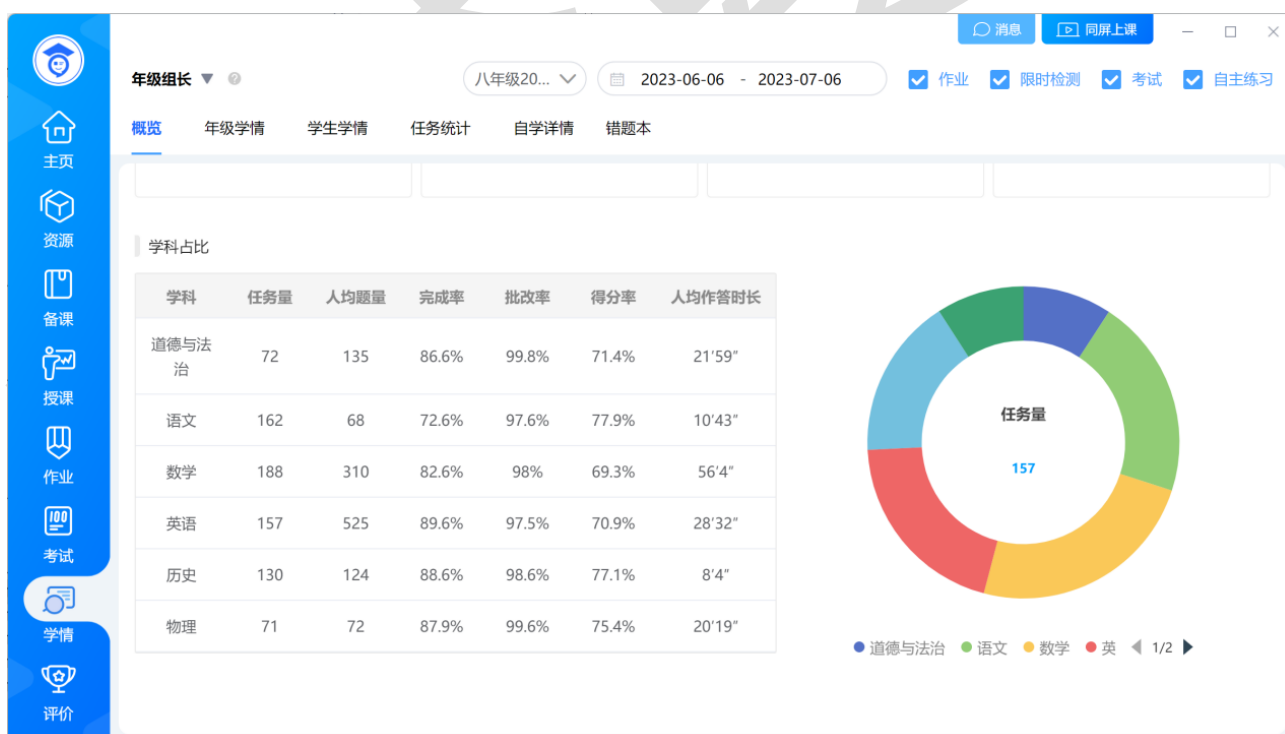 消息 同屏上课
年级组长 八年级20... 2023-06-06 - 2023-07-06 作业 限时检测 考试 自主练习
概览 年级学情 学生学情 任务统计 自学详情 错题本
主页
资源
备课
授课
作业
100
考试
学情
评价
学科占比
学科 任务量 人均题量 完成率 批改率 得分率 人均作答时长
道德与法
治 72 135 86.6% 99.8% 71.4% 21′59″
语文 162 68 72.6% 97.6% 77.9% 10′43″
数学 188 310 82.6% 98% 69.3% 56′4″
英语 157 525 89.6% 97.5% 70.9% 28′32″
历史 130 124 88.6% 98.6% 77.1% 8′4″
物理 71 72 87.9% 99.6% 75.4% 20′19″
任务量
157
道德与法治 语文 数学 英 1/2